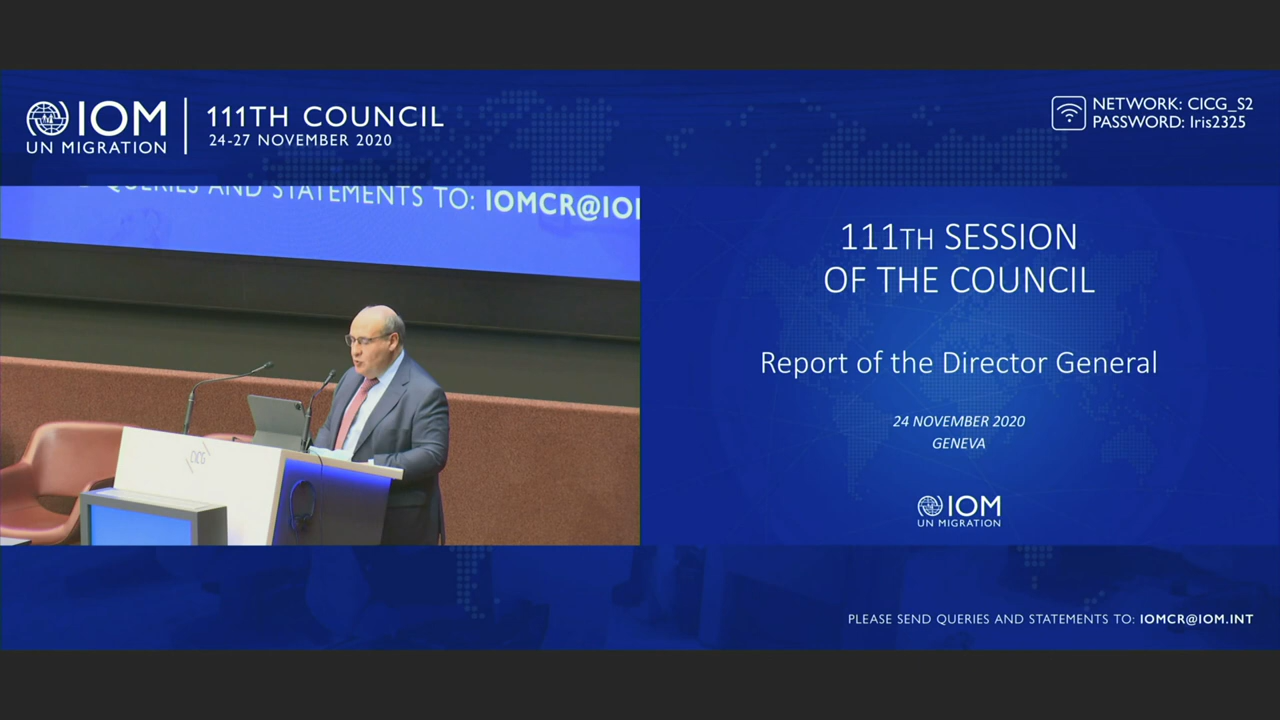 IOM
UN MIGRATION
111TH COUNCIL
24-27 NOVEMBER 2020
NETWORK: CICG_S2
PASSWORD: Iris2325
QUERIES AND STATEMENTS TO: IOMCR@IOM
CICG
111TH SESSION
OF THE COUNCIL
Report of the Director General
24 NOVEMBER 2020
GENEVA
IOM
UN MIGRATION
PLEASE SEND QUERIES AND STATEMENTS TO: IOMCR@IOM.INT